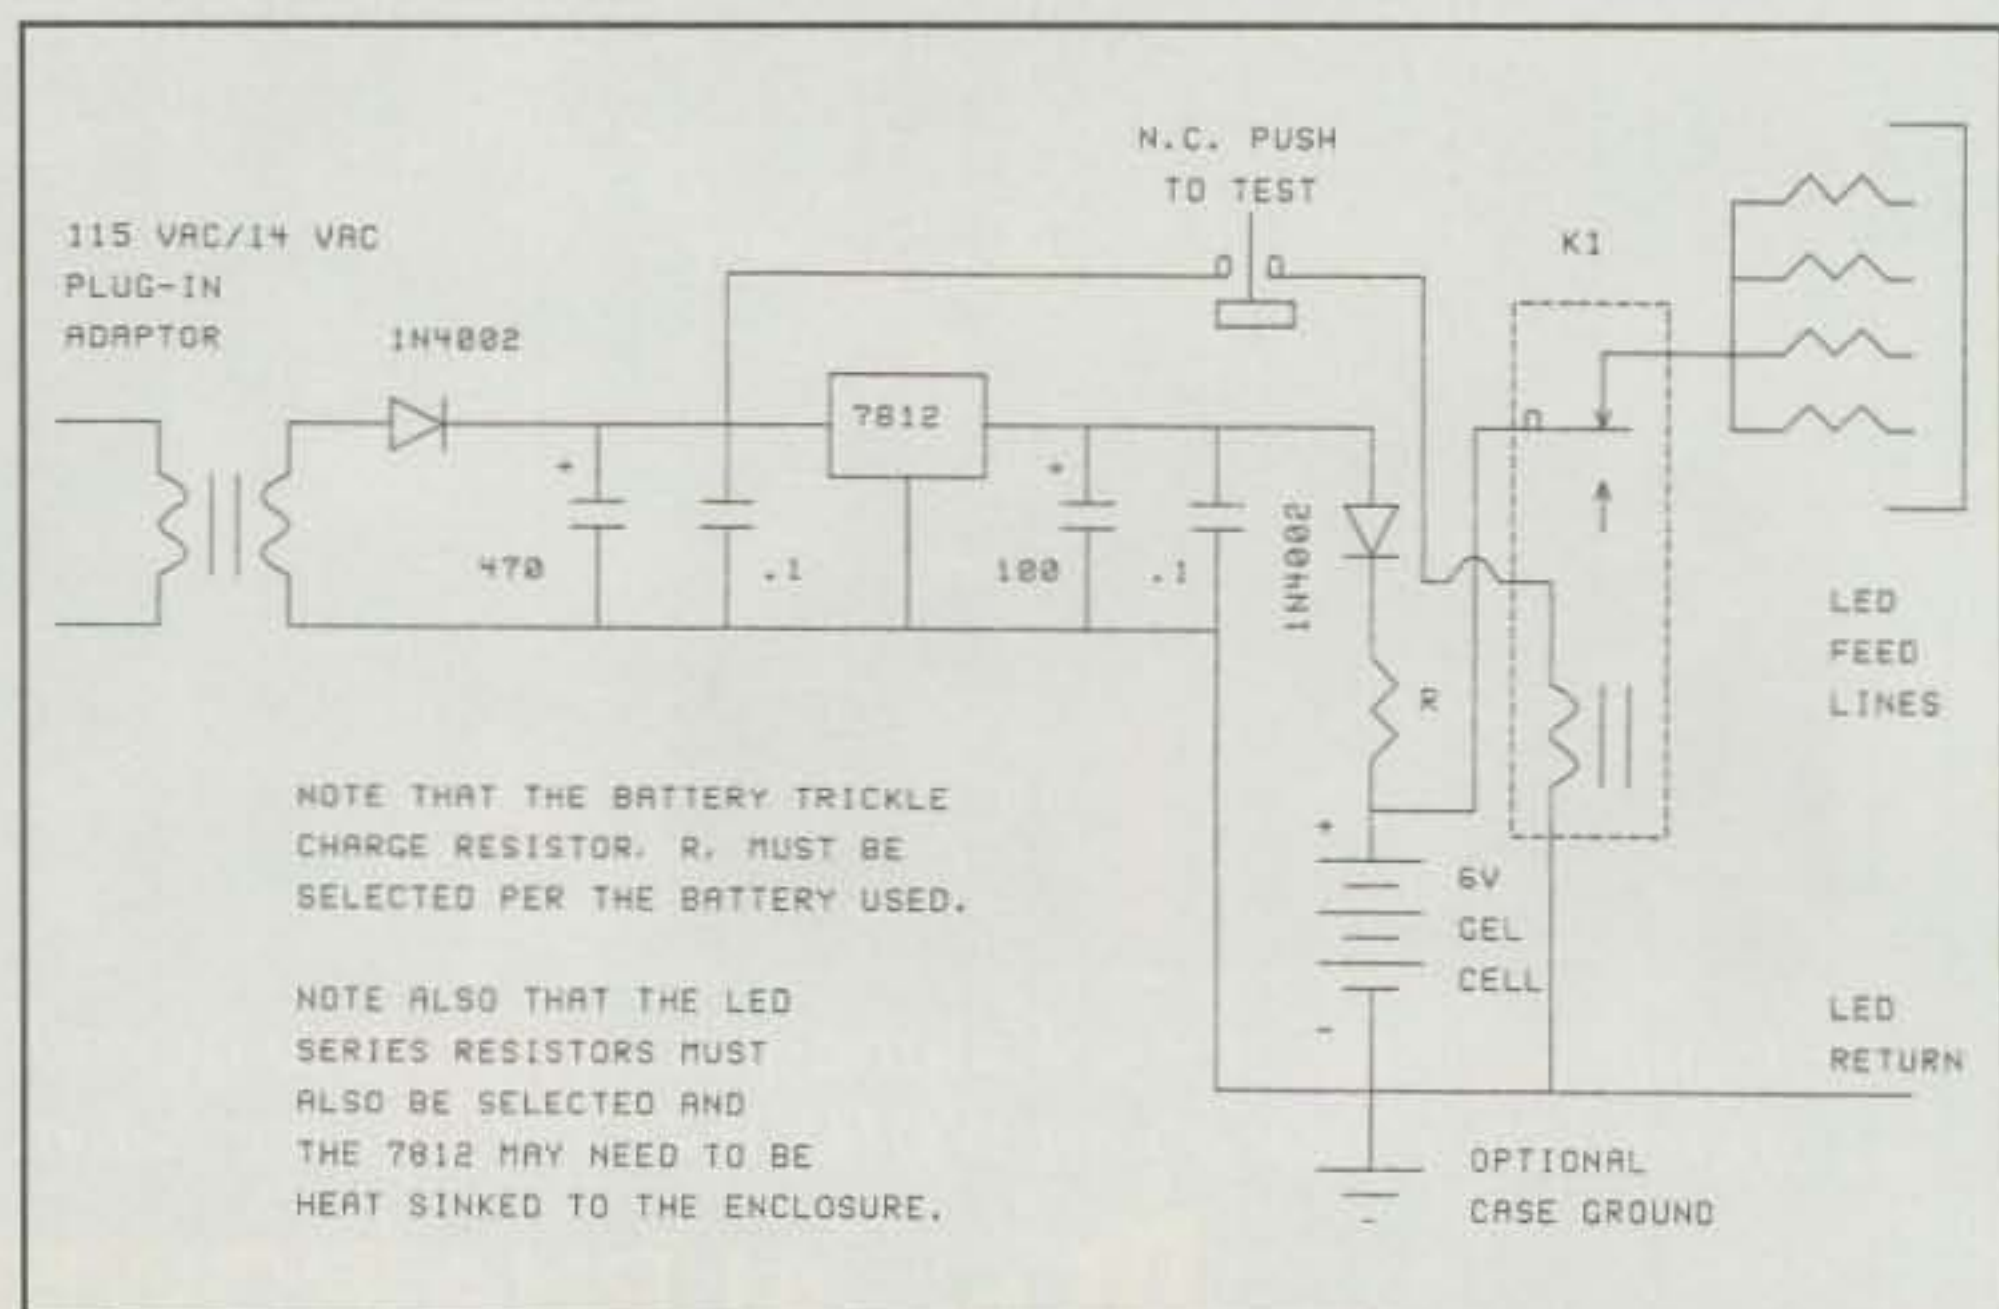 N.C. PUSH
TO TEST
115 VAC/14 VAC
PLUG-IN
ADAPTOR
1N4002
K1
7812
+
+
470
.1
100
.1
1N4002
LED
FEED
LINES
R
NOTE THAT THE BATTERY TRICKLE
CHARGE RESISTOR, R, MUST BE
SELECTED PER THE BATTERY USED.
+
6V
GEL
CELL
-
NOTE ALSO THAT THE LED
SERIES RESISTORS MUST
ALSO BE SELECTED AND
THE 7812 MAY NEED TO BE
HEAT SINKED TO THE ENCLOSURE.
LED
RETURN
OPTIONAL
CASE GROUND